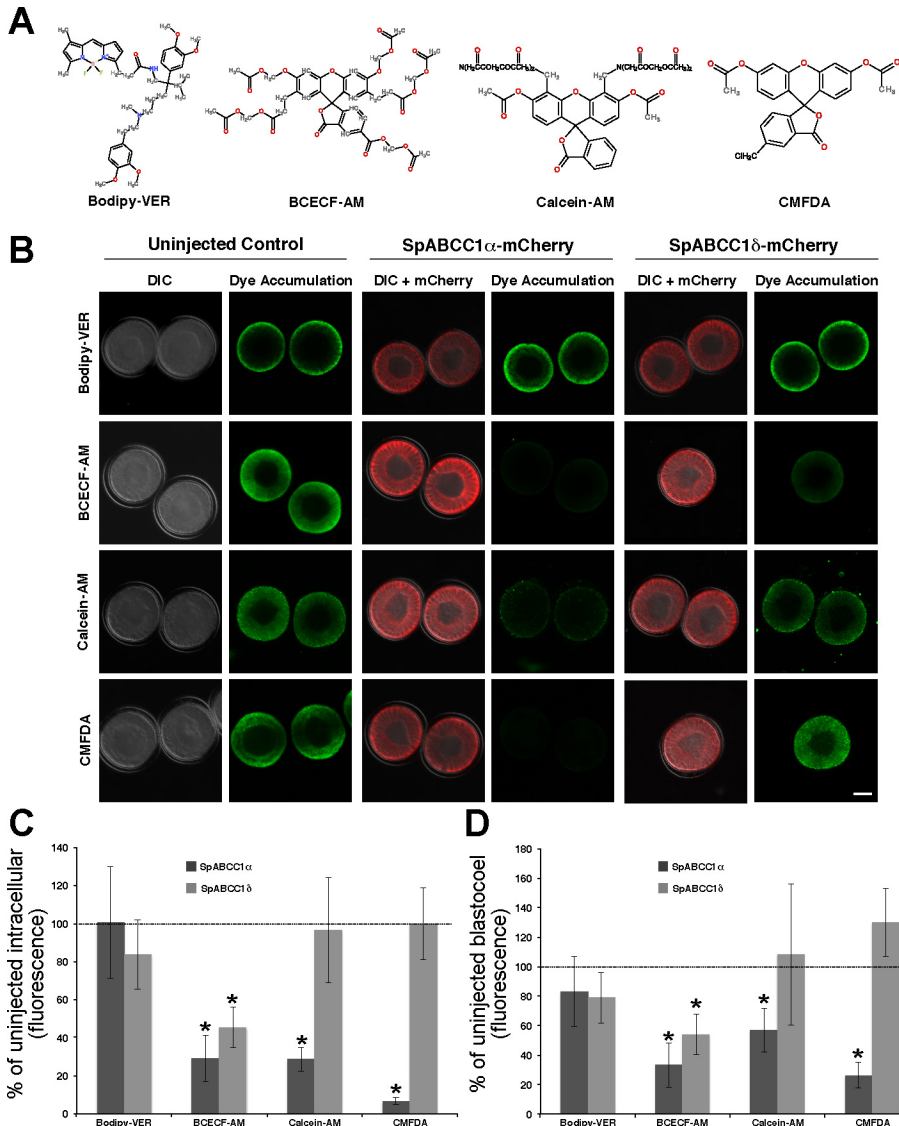 A
Bodipy-VER
BCECF-AM
Calcein-AM
CMFDA
B
Uninjected Control
SpABCC1α-mCherry
SpABCC1δ-mCherry
DIC
Dye Accumulation
DIC + mCherry
Dye Accumulation
DIC + mCherry
Dye Accumulation
Bodipy-VER
BCECF-AM
Calcein-AM
CMFDA
C
% of uninjected intracellular
(fluorescence)
140
120
100
80
60
40
20
0
SpABCC1α
SpABCC1δ
* * * *
Bodipy-VER
BCECF-AM
Calcein-AM
CMFDA
D
% of uninjected blastocoel
(fluorescence)
180
160
140
120
100
80
60
40
20
0
SpABCC1α
SpABCC1δ
* * * *
Bodipy-VER
BCECF-AM
Calcein-AM
CMFDA